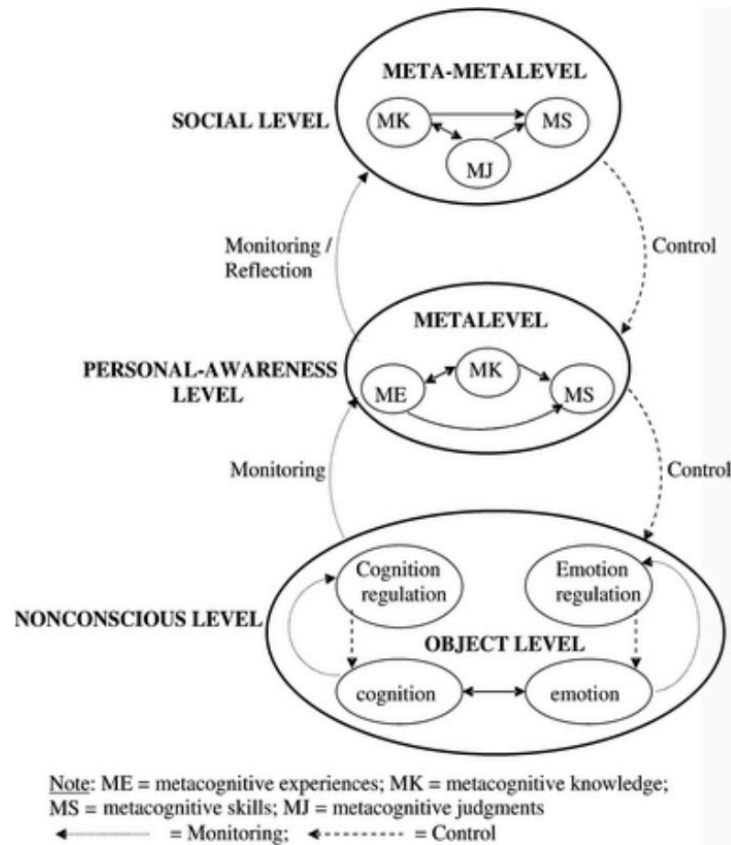 META-METALEVEL
SOCIAL LEVEL
MK
MS
MJ
Monitoring /
Reflection
Control
METALEVEL
PERSONAL-AWARENESS
LEVEL
ME
MK
MS
Monitoring
Control
Cognition
regulation
Emotion
regulation
NONCONSCIOUS LEVEL
OBJECT LEVEL
cognition
emotion
Note: ME = metacognitive experiences; MK = metacognitive knowledge;
MS = metacognitive skills; MJ = metacognitive judgments
= Monitoring; = Control